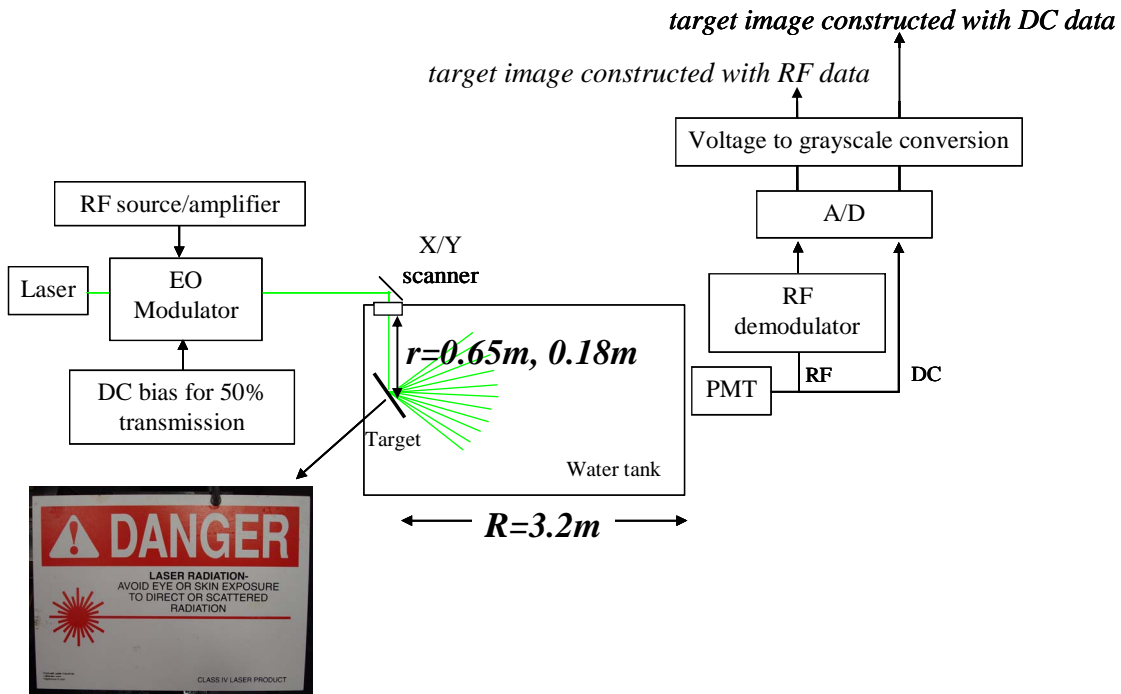 target image constructed with DC data
target image constructed with RF data
Voltage to grayscale conversion
RF source/amplifier
A/D
X/Y
scanner
Laser
EO
Modulator
RF
demodulator
r=0.65m, 0.18m
DC bias for 50%
transmission
PMT
RF
DC
Target
Water tank
R=3.2m
DANGER
LASER RADIATION-
AVOID EYE OR SKIN EXPOSURE
TO DIRECT OR SCATTERED
RADIATION
CLASS IV LASER PRODUCT